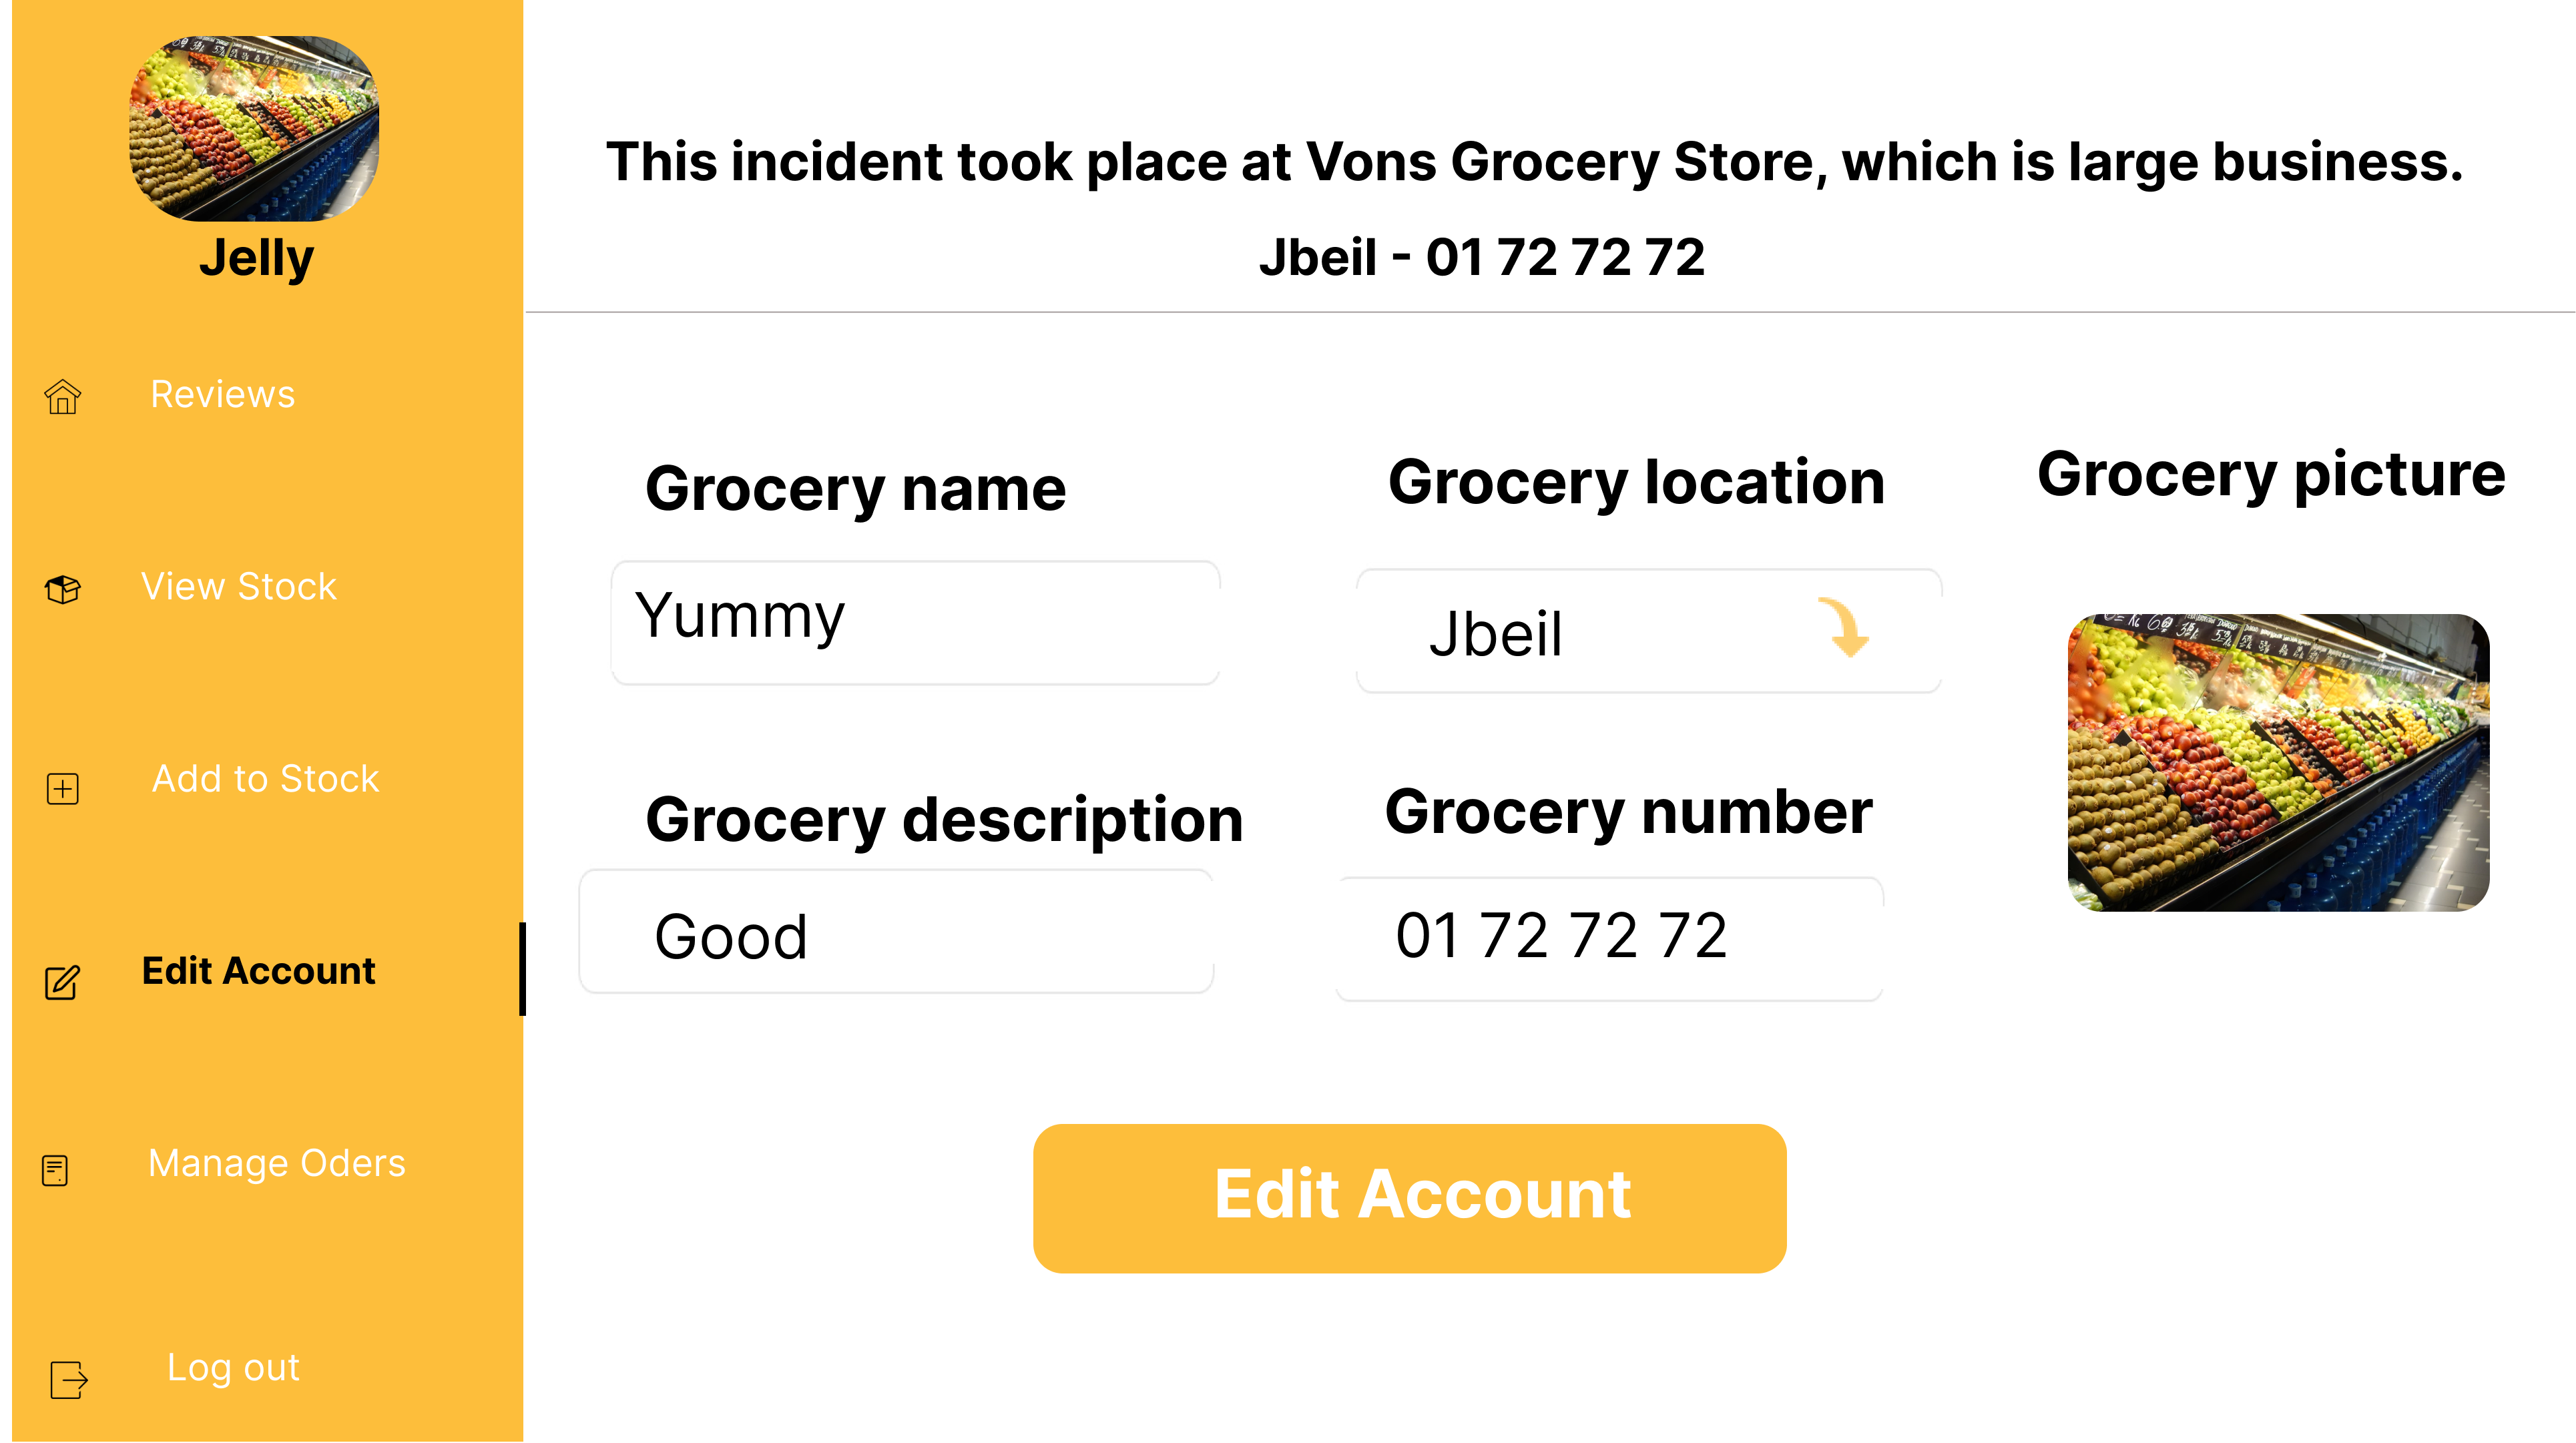 Jelly
Reviews
View Stock
Add to Stock
Edit Account
Manage Oders
Log out
This incident took place at Vons Grocery Store, which is large business.
Jbeil - 01 72 72 72
Grocery name
Yummy
Grocery location
Jbeil
Grocery picture
Grocery description
Good
Grocery number
01 72 72 72
Edit Account